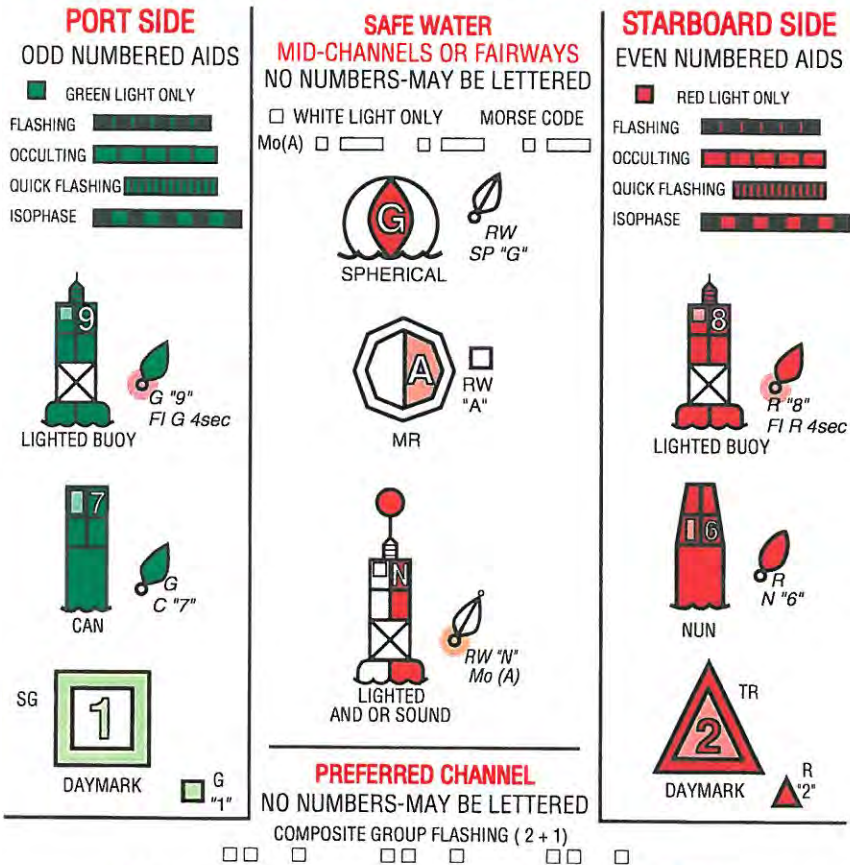 PORT SIDE
ODD NUMBERED AIDS
GREEN LIGHT ONLY
FLASHING
OCCULTING
QUICK FLASHING
ISOPHASE
9
G "9"
Fl G 4sec
LIGHTED BUOY
7
G
C "7"
CAN
SG
1
DAYMARK
G
"1"
SAFE WATER
MID-CHANNELS OR FAIRWAYS
NO NUMBERS-MAY BE LETTERED
WHITE LIGHT ONLY MORSE CODE
Mo(A)
G
RW
SP "G"
SPHERICAL
A
RW
"A"
MR
N
RW "N"
Mo (A)
LIGHTED
AND OR SOUND
PREFERRED CHANNEL
NO NUMBERS-MAY BE LETTERED
COMPOSITE GROUP FLASHING ( 2 + 1)
STARBOARD SIDE
EVEN NUMBERED AIDS
RED LIGHT ONLY
FLASHING
OCCULTING
QUICK FLASHING
ISOPHASE
8
R "8"
Fl R 4sec
LIGHTED BUOY
6
R
N "6"
NUN
TR
2
DAYMARK
R
"2"